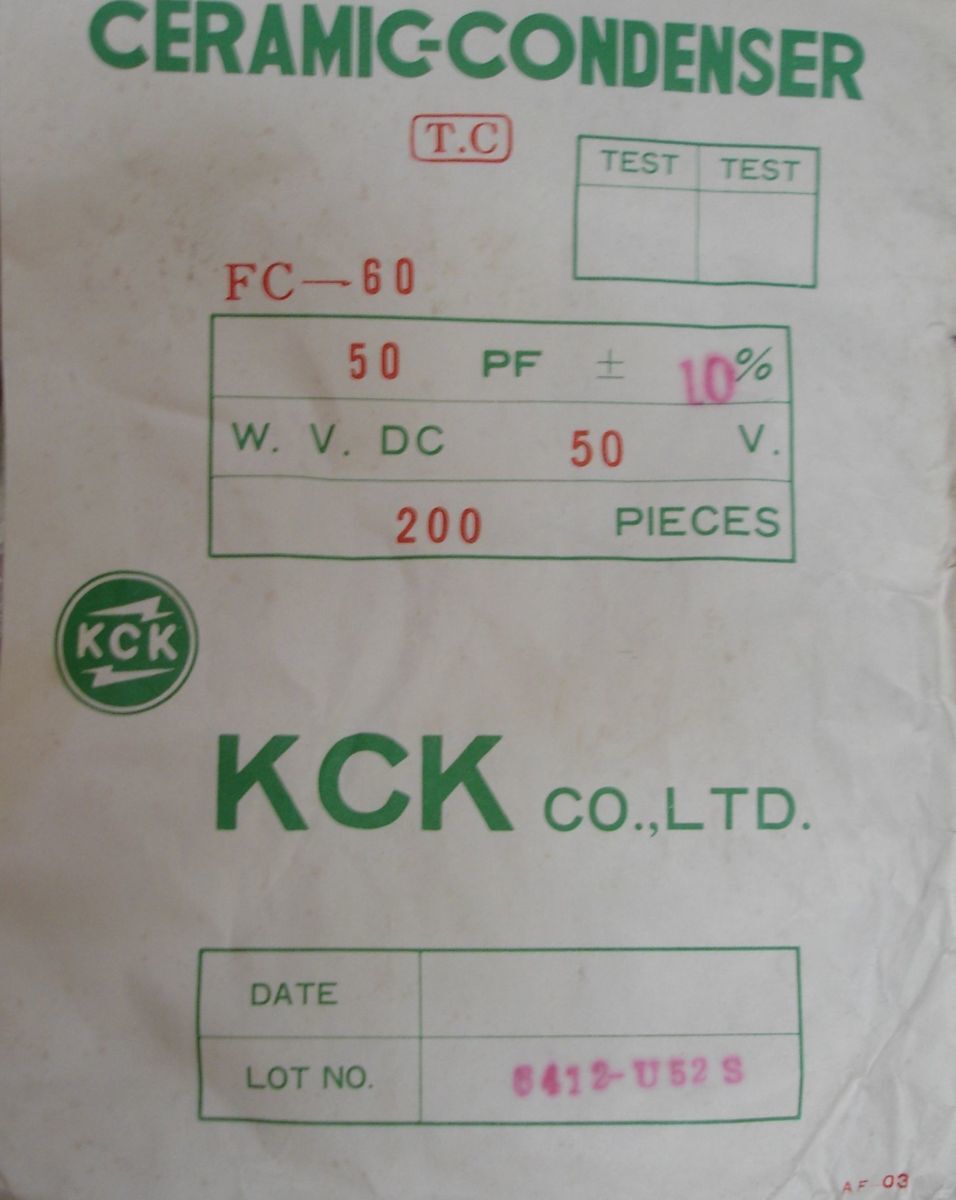 CERAMIC-CONDENSER
T.C
TEST TEST
FC-60
50 PF ± 10%
W. V. DC 50 V.
200 PIECES
KCK
KCK CO.,LTD.
DATE
LOT NO. 6412-U52 S
AF 03